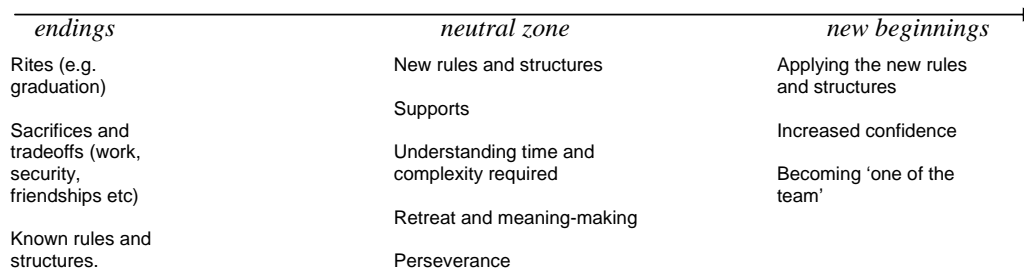 endings
neutral zone
new beginnings
Rites (e.g.
graduation)
Sacrifices and
tradeoffs (work,
security,
friendships etc)
Known rules and
structures.
New rules and structures
Supports
Understanding time and
complexity required
Retreat and meaning-making
Perseverance
Applying the new rules
and structures
Increased confidence
Becoming ‘one of the
team’